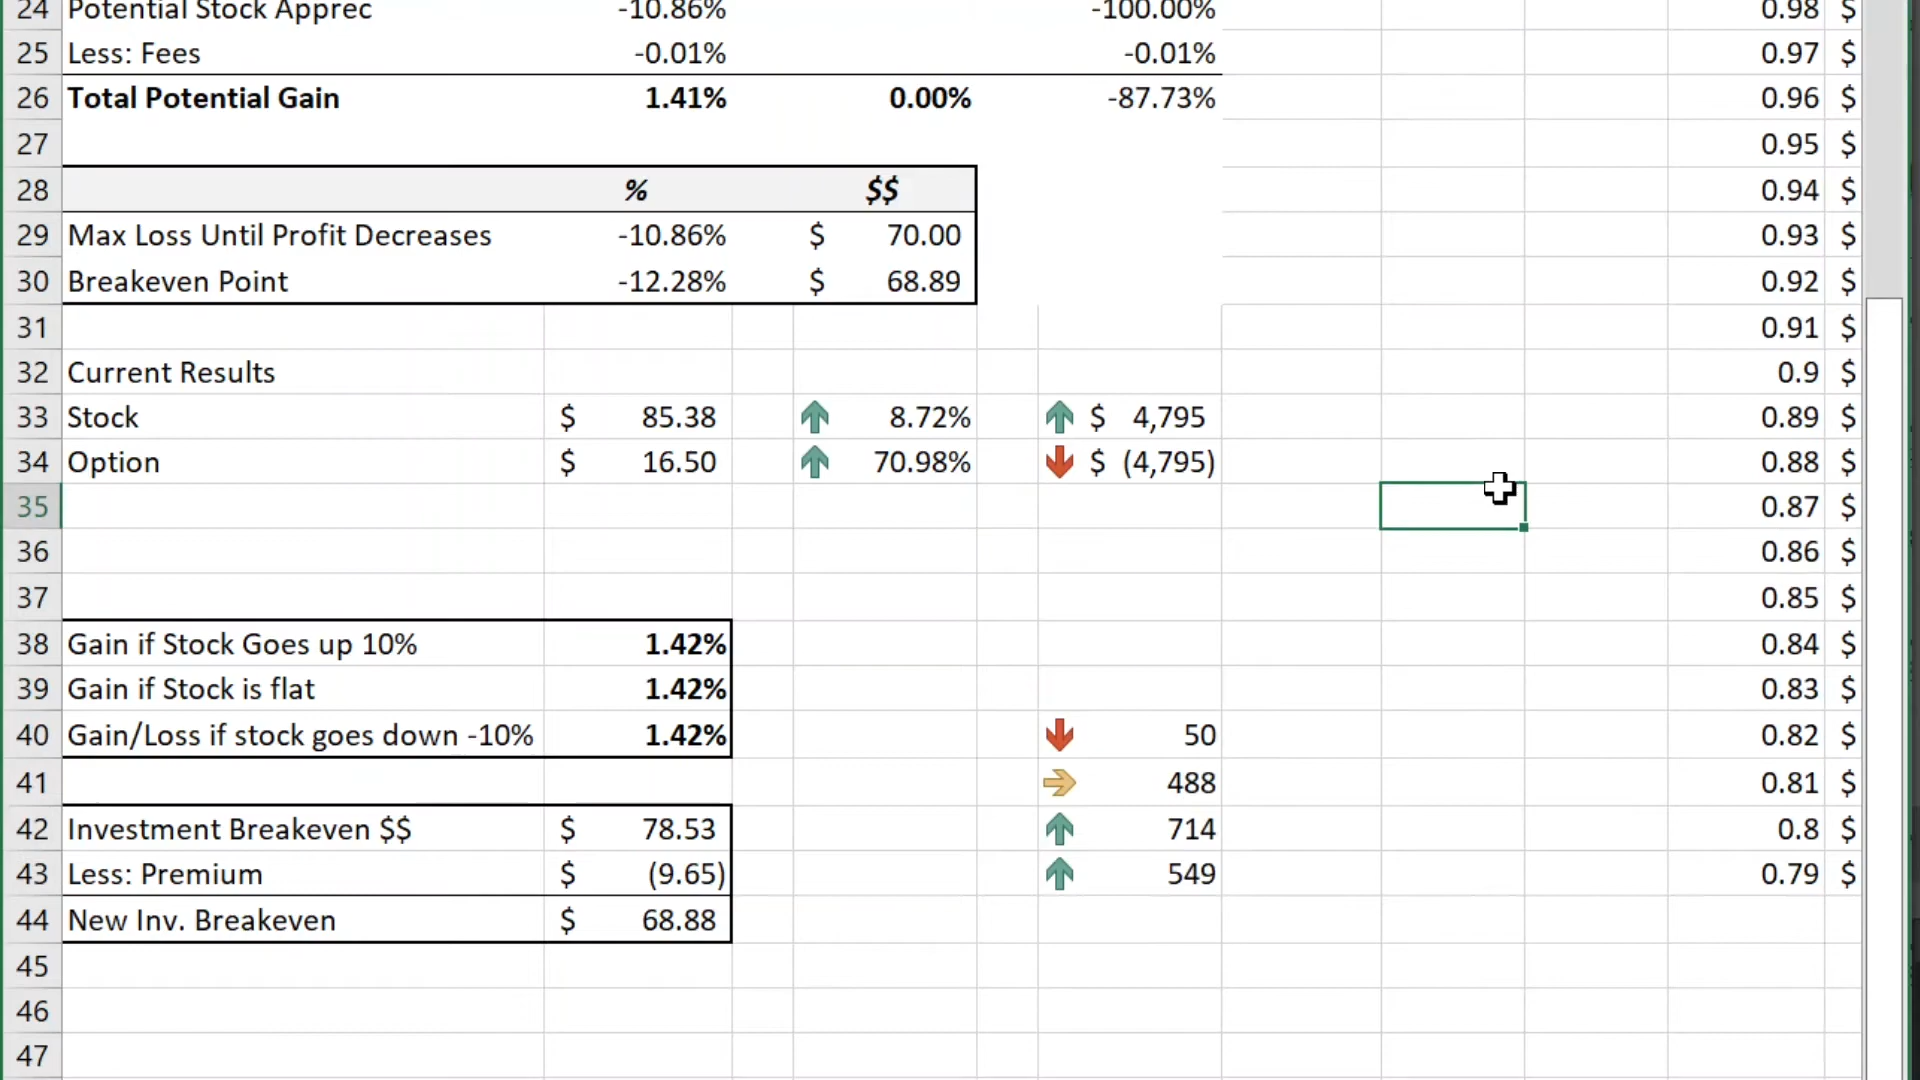 24 Potential Stock Apprec -10.86% -100.00% 0.98 $
25 Less: Fees -0.01% -0.01% 0.97 $
26 Total Potential Gain 1.41% 0.00% -87.73% 0.96 $
27 0.95 $
28 % $$ 0.94 $
29 Max Loss Until Profit Decreases -10.86% $ 70.00 0.93 $
30 Breakeven Point -12.28% $ 68.89 0.92 $
31 0.91 $
32 Current Results 0.9 $
33 Stock $ 85.38 8.72% $ 4,795 0.89 $
34 Option $ 16.50 70.98% $ (4,795) 0.88 $
35 0.87 $
36 0.86 $
37 0.85 $
38 Gain if Stock Goes up 10% 1.42% 0.84 $
39 Gain if Stock is flat 1.42% 0.83 $
40 Gain/Loss if stock goes down -10% 1.42% 50 0.82 $
41 488 0.81 $
42 Investment Breakeven $$ $ 78.53 714 0.8 $
43 Less: Premium $ (9.65) 549 0.79 $
44 New Inv. Breakeven $ 68.88
45
46
47